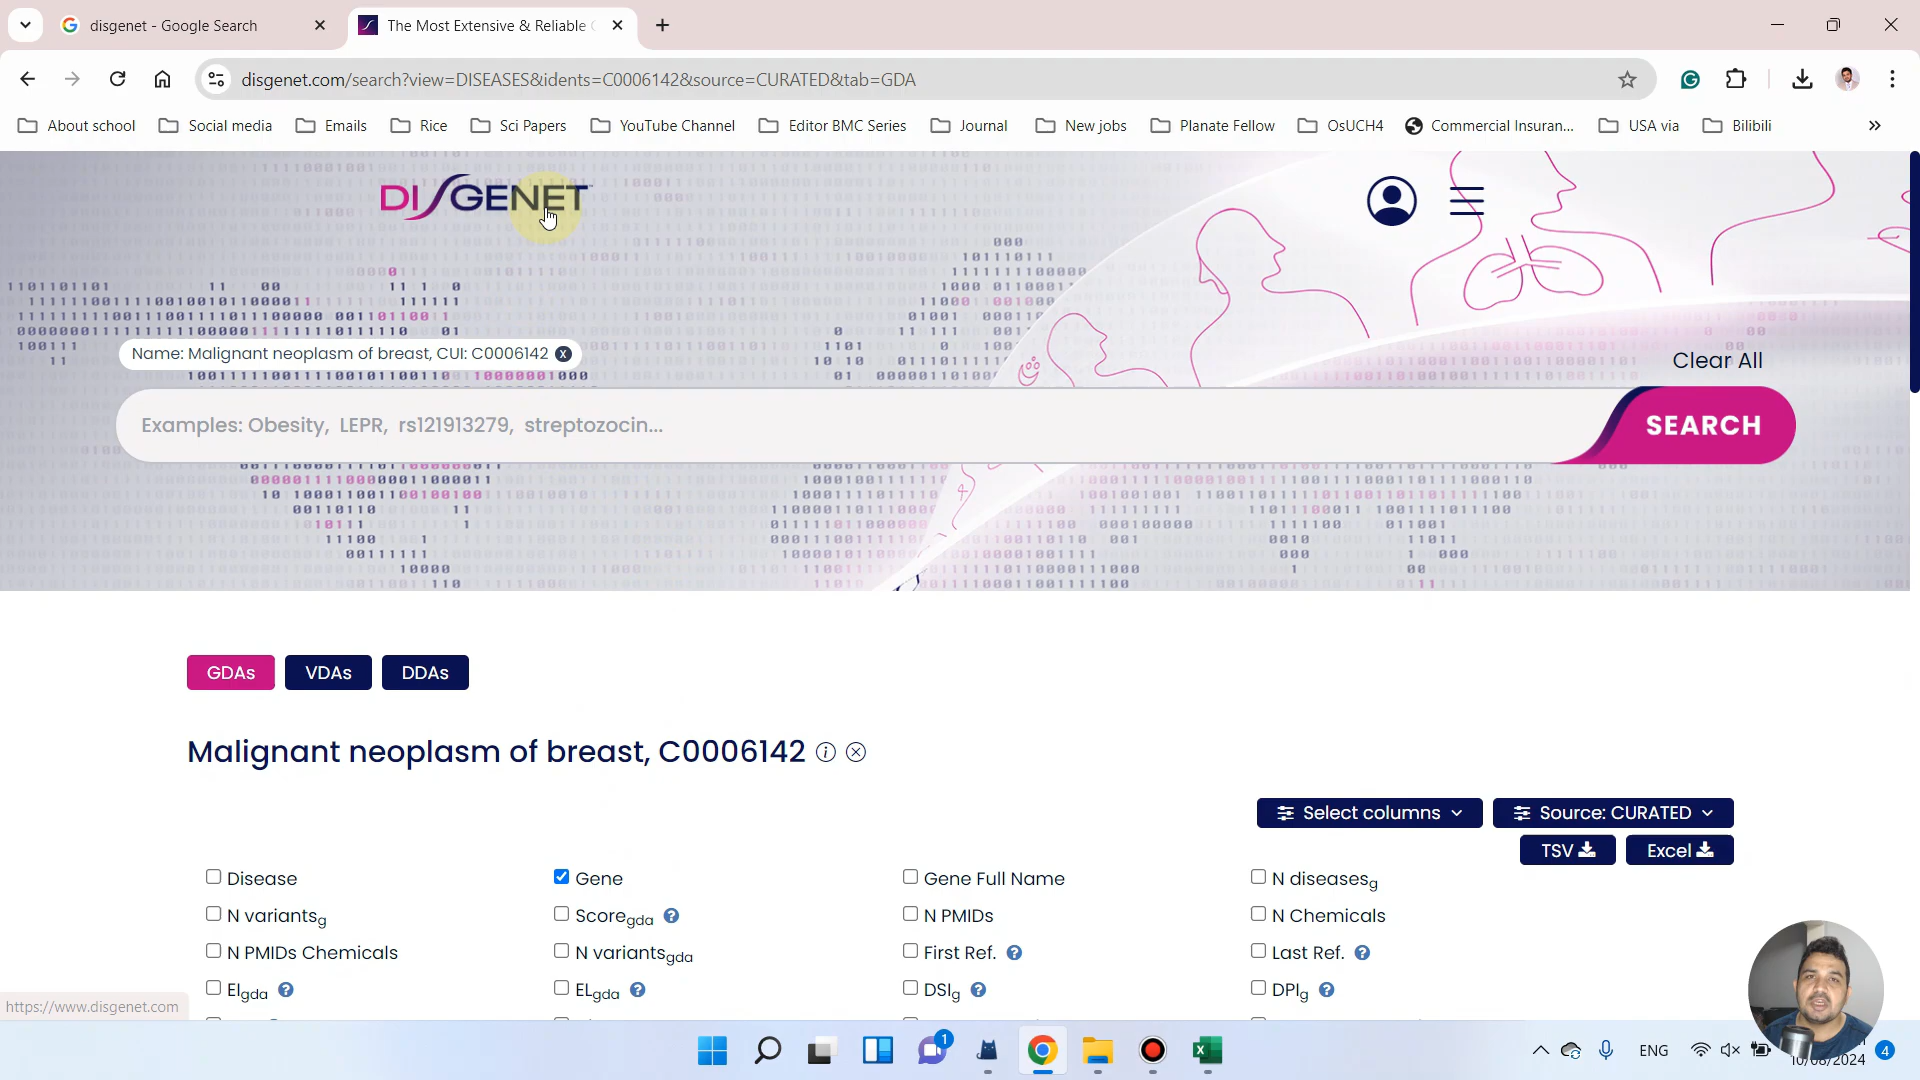 disgenet - Google Search
The Most Extensive & Reliable
disgenet.com/search?view=DISEASES&idents=C0006142&source=CURATED&tab=GDA
About school
Social media
Emails
Rice
Sci Papers
YouTube Channel
Editor BMC Series
Journal
New jobs
Planate Fellow
OsUCH4
Commercial Insuran...
USA via
Bilibili
DISGENET
Name: Malignant neoplasm of breast, CUI: C0006142 x
Clear All
Examples: Obesity, LEPR, rs121913279, streptozocin...
SEARCH
GDAs
VDAs
DDAs
Malignant neoplasm of breast, C0006142
Select columns
Source: CURATED
TSV
Excel
Disease
Gene
Gene Full Name
N diseasesg
N variantsg
Scoregda
N PMIDs
N Chemicals
N PMIDs Chemicals
N variantsgda
First Ref.
Last Ref.
EIgda
ELgda
DSIg
DPIg
https://www.disgenet.com
1
ENG
10/08/2024
4